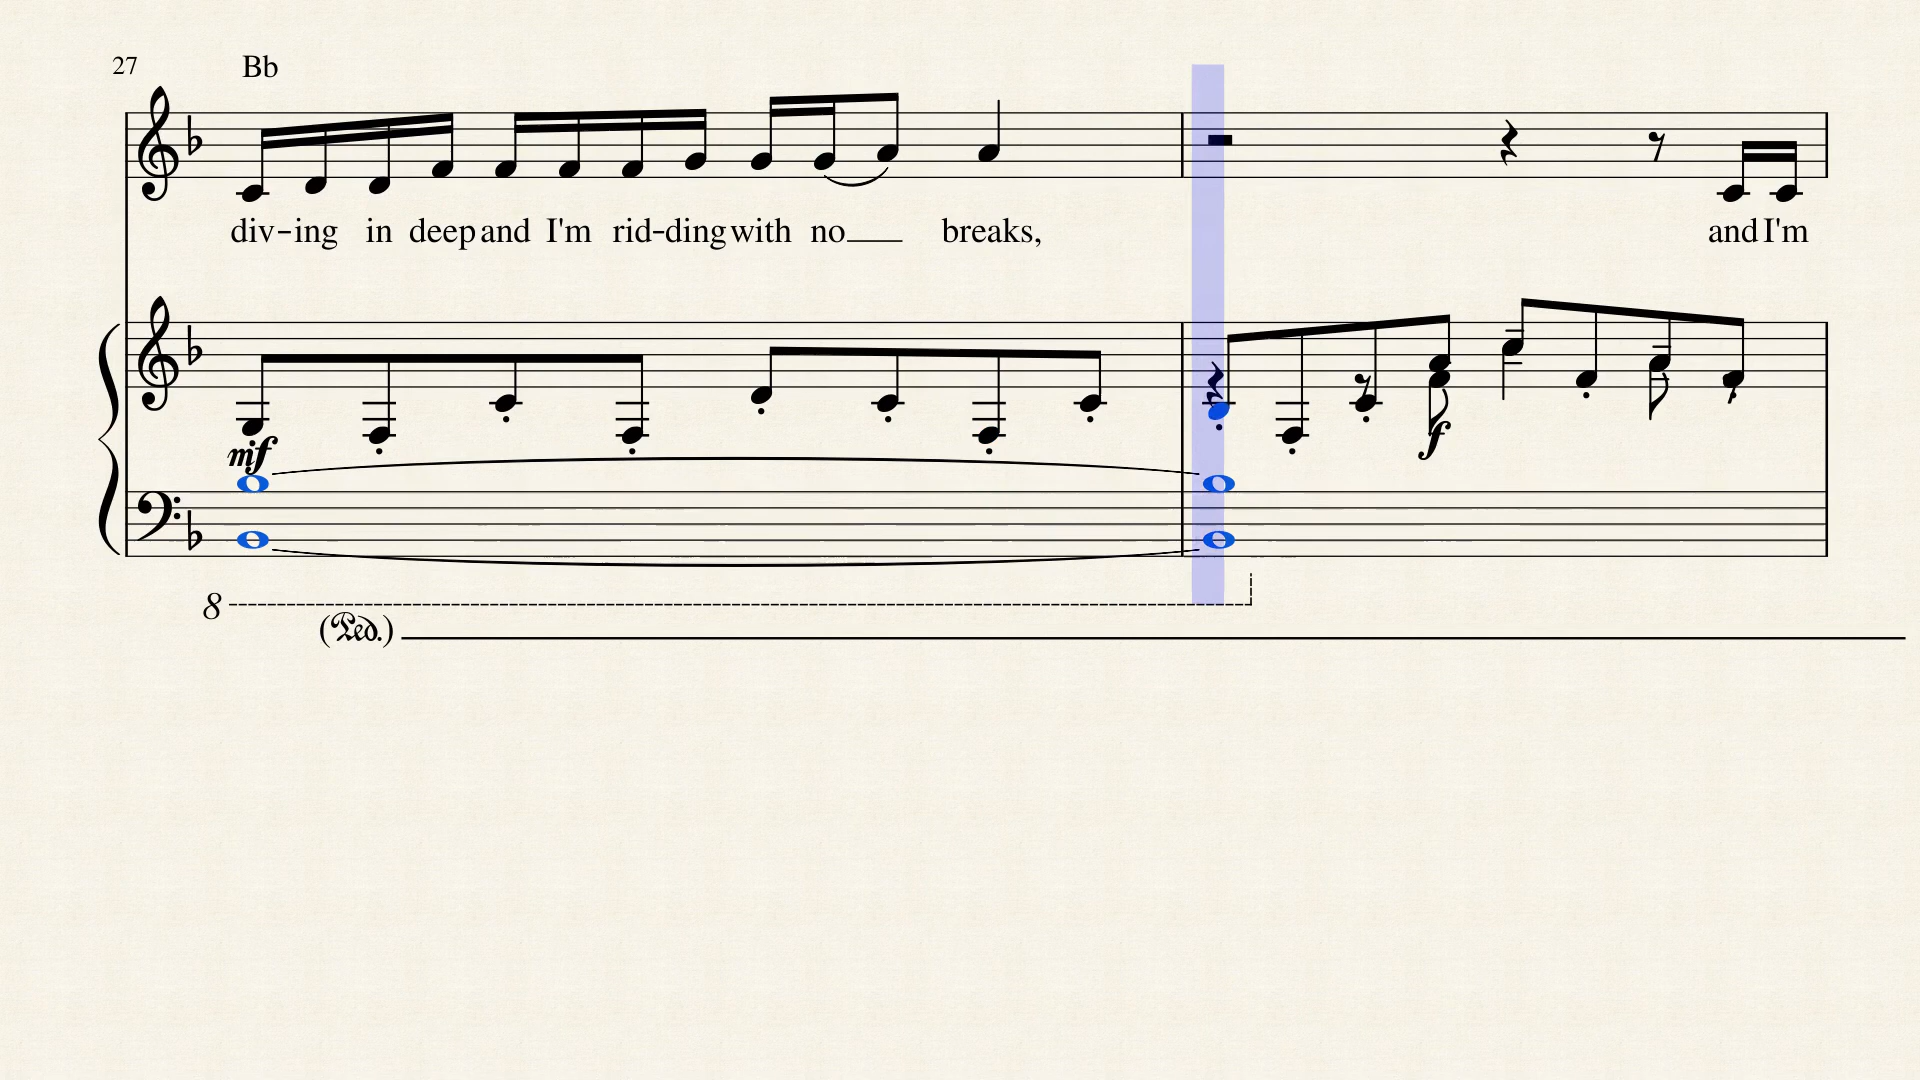 27 Bb
div-ing in deep and I'm rid-ding with no breaks, and I'm
mf f
8
(Ped.)